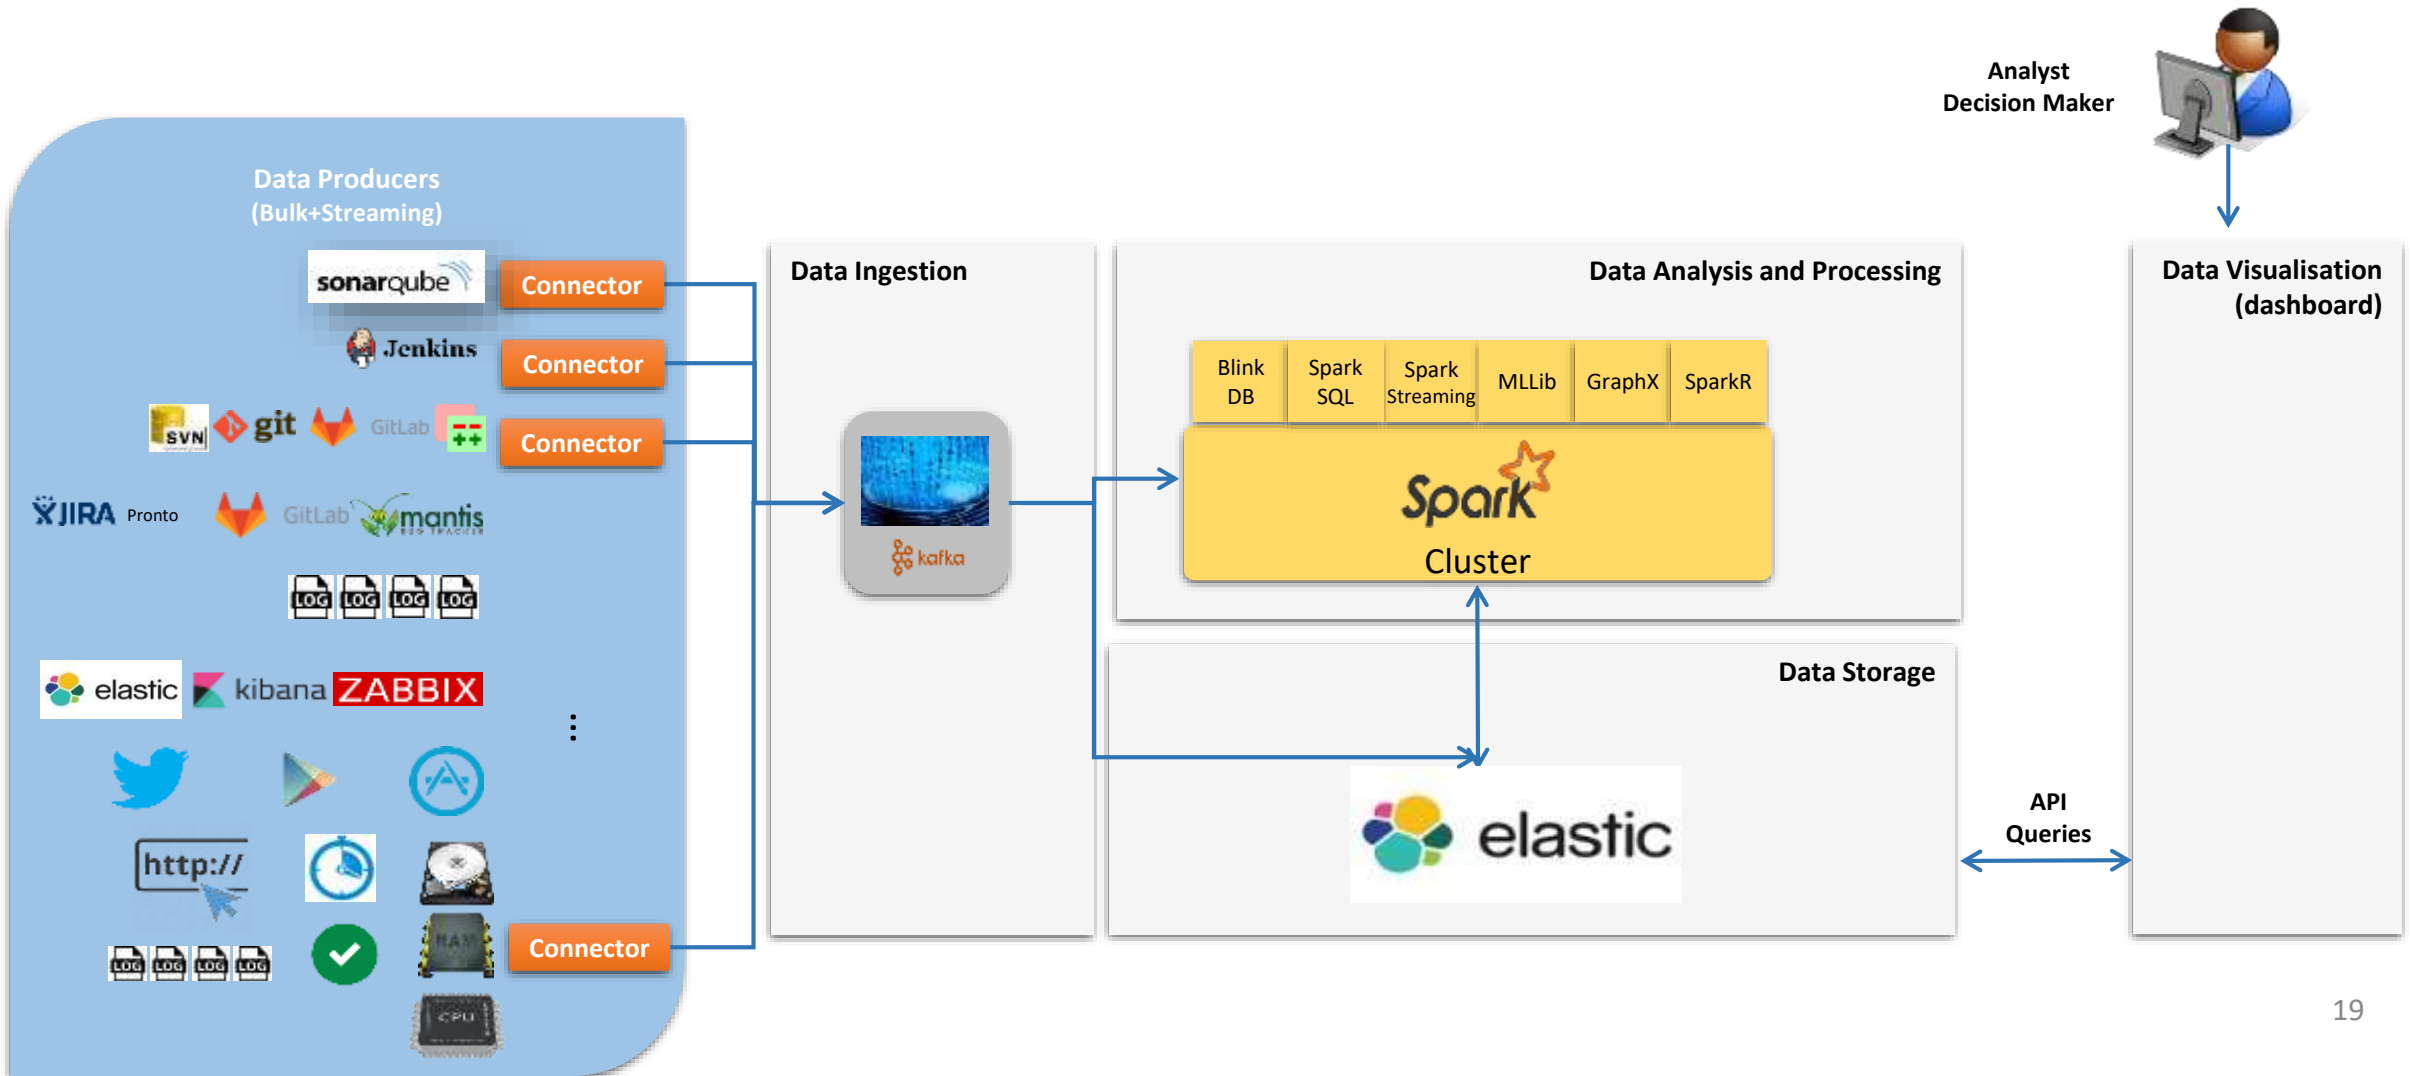 Analyst
Decision Maker
Data Producers
(Bulk+Streaming)
sonarqube
Connector
Jenkins
Connector
SVN
git
GitLab
Connector
JIRA
Pronto
GitLab
mantis
BUG TRACKER
LOG
LOG
LOG
LOG
elastic
kibana
ZABBIX
...
http://
RAM
Connector
LOG
LOG
LOG
LOG
CPU
Data Ingestion
kafka
Data Analysis and Processing
Blink
DB
Spark
SQL
Spark
Streaming
MLLib
GraphX
SparkR
Spark
Cluster
Data Storage
elastic
API
Queries
Data Visualisation
(dashboard)
19